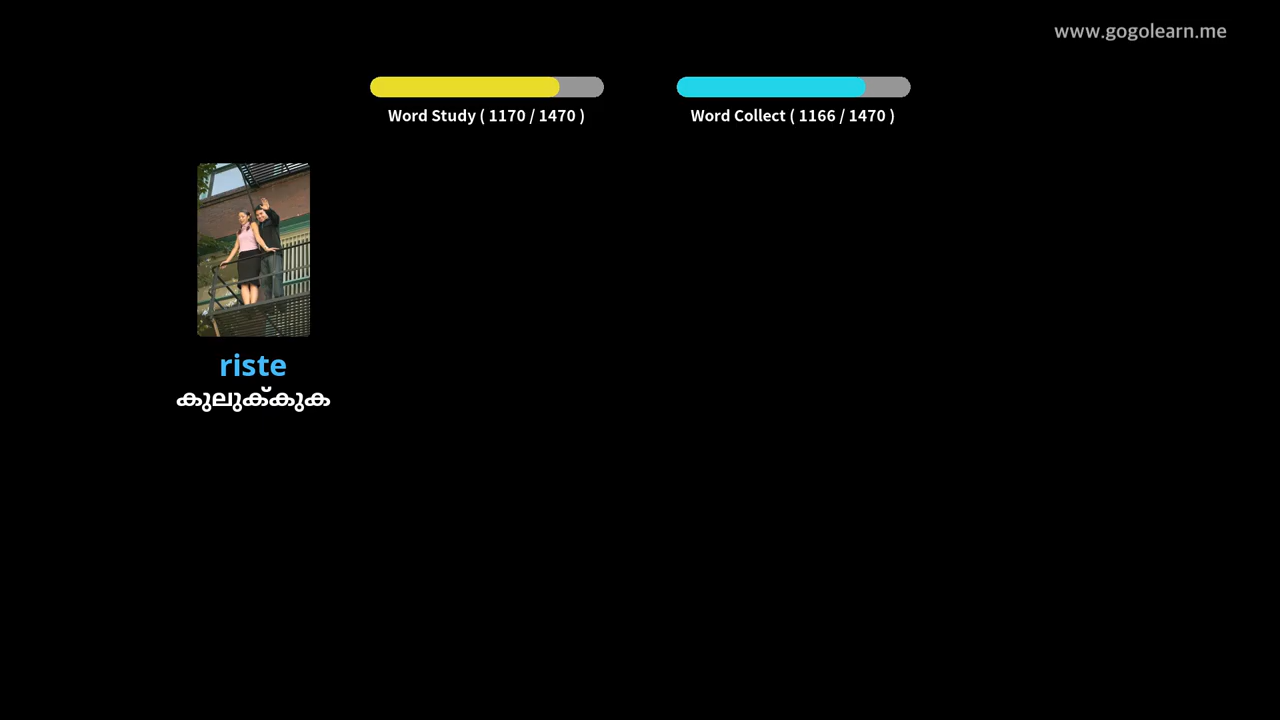 www.gogolearn.me
Word Study ( 1170 / 1470 )
Word Collect ( 1166 / 1470 )
riste
കുലുക്കുക